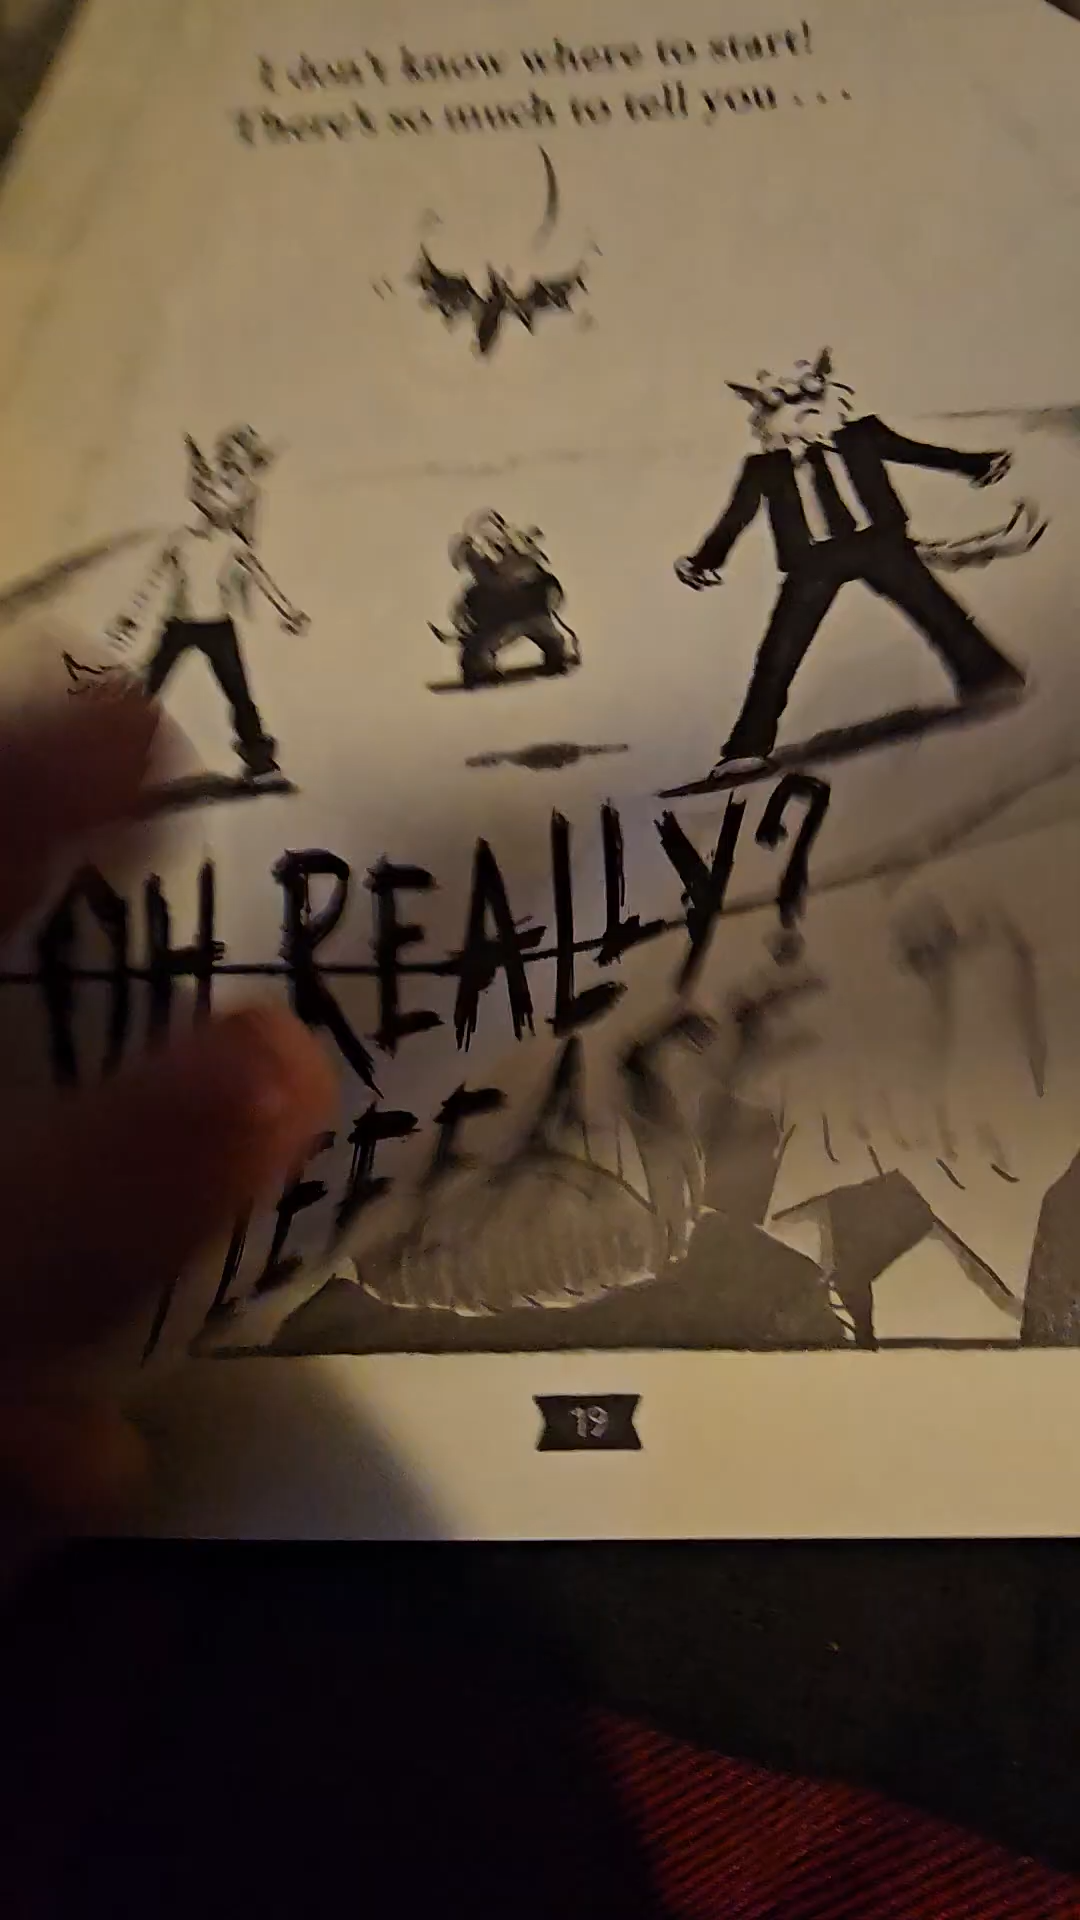 I don't know where to start!
There's so much to tell you . . .
OH REALLY?
19